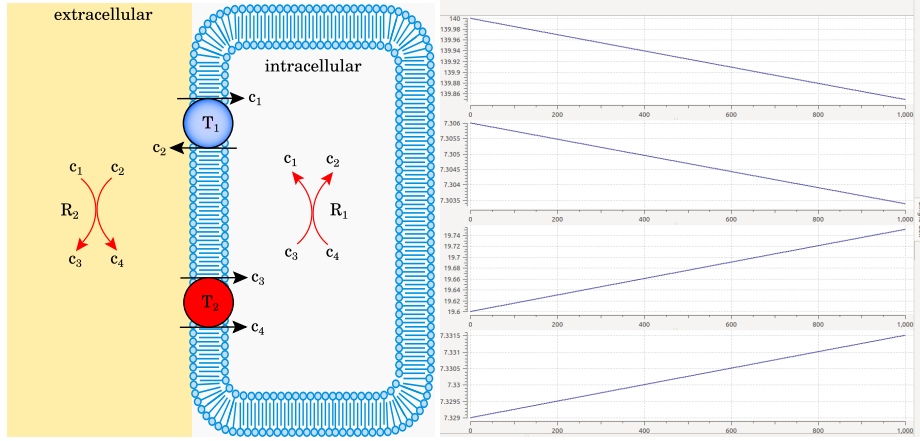 extracellular
intracellular
c1
T1
c2
c1 c2
R2
c3 c4
c1 c2
R1
c3 c4
c3
T2
c4
140
139.98
139.96
139.94
139.92
139.9
139.88
139.86
0 200 400 600 800 1,000
7.306
7.3055
7.305
7.3045
7.304
7.3035
0 200 400 600 800 1,000
19.74
19.72
19.7
19.68
19.66
19.64
19.62
19.6
0 200 400 600 800 1,000
7.3315
7.331
7.3305
7.33
7.3295
7.329
0 200 400 600 800 1,000